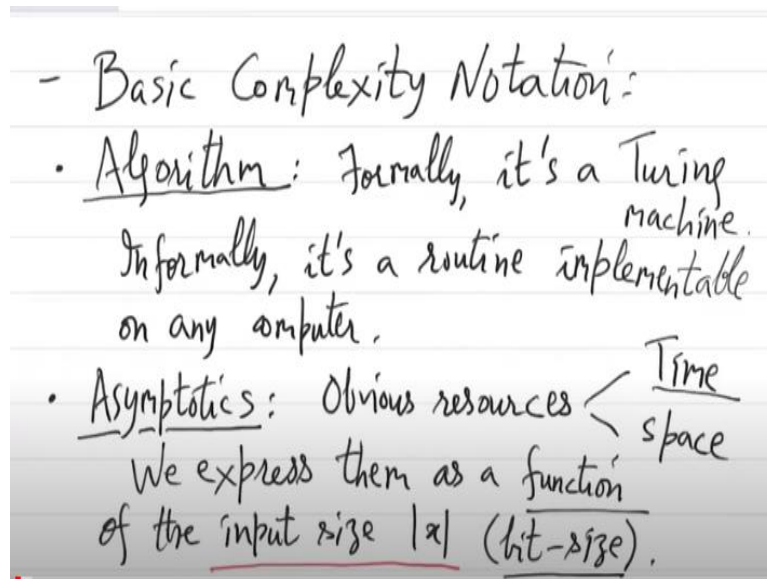 - Basic Complexity Notation:
· Algorithm: Formally, it's a Turing
machine.
Informally, it's a routine implementable
on any computer.
· Asymptotics: Obvious resources < Time
space
We express them as a function
of the input size |x| (bit-size).